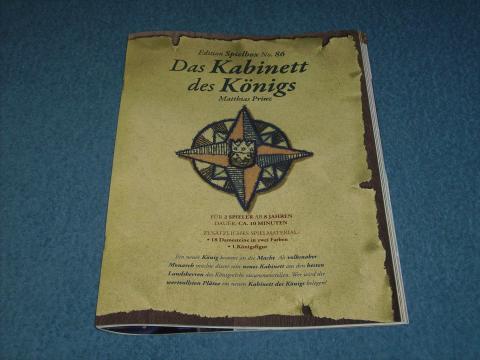 Edition Spielbox No. 86
Das Kabinett
des Königs
Matthias Prinz
FÜR 2 SPIELER AB 8 JAHREN
DAUER: CA. 10 MINUTEN
ZUSÄTZLICHES SPIELMATERIAL:
• 18 Damesteine in zwei Farben
• 1 Königsfigur
Ein neuer König kommt an die Macht. Als volksnaher
Monarch möchte dieser sein neues Kabinett aus den besten
Landsherren des Königreichs zusammenstellen. Wer wird die
wertvollsten Plätze im neuen Kabinett des Königs belegen?